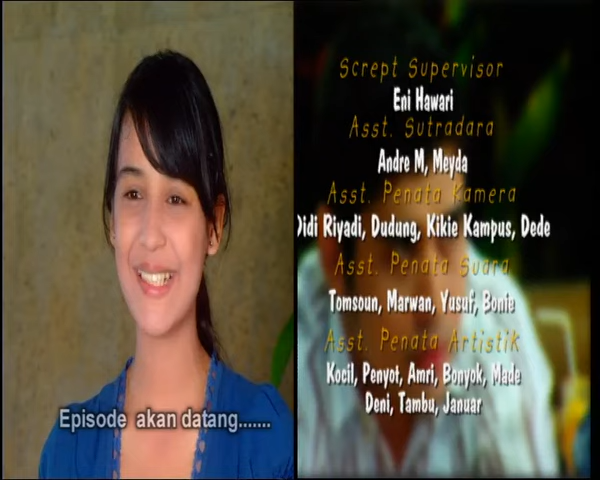 Episode akan datang.......
Script Supervisor
Eni Hawari
Asst. Sutradara
Andre M, Meyda
Asst. Penata Kamera
Didi Riyadi, Dudung, Kikie Kampus, Dede
Asst. Penata Suara
Tomsoun, Marwan, Yusuf, Bonie
Asst. Penata Artistik
Kocil, Penyot, Amri, Bonyok, Made
Deni, Tambu, Januar